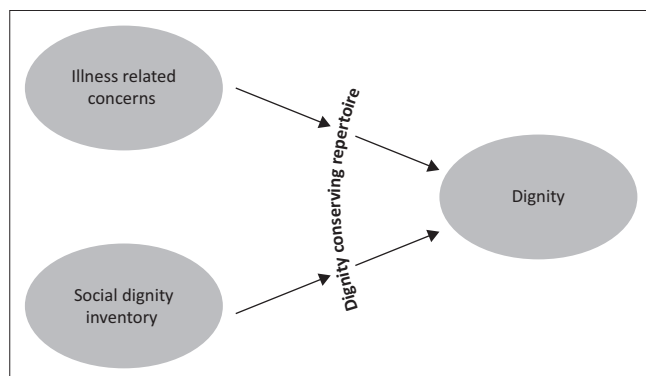 Illness related
concerns
Dignity conserving repertoire
Dignity
Social dignity
inventory